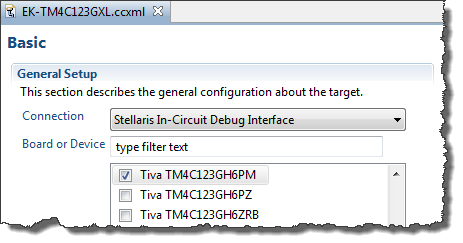 EK-TM4C123GXL.ccxml
Basic
General Setup
This section describes the general configuration about the target.
Connection Stellaris In-Circuit Debug Interface
Board or Device type filter text
Tiva TM4C123GH6PM
Tiva TM4C123GH6PZ
Tiva TM4C123GH6ZRB